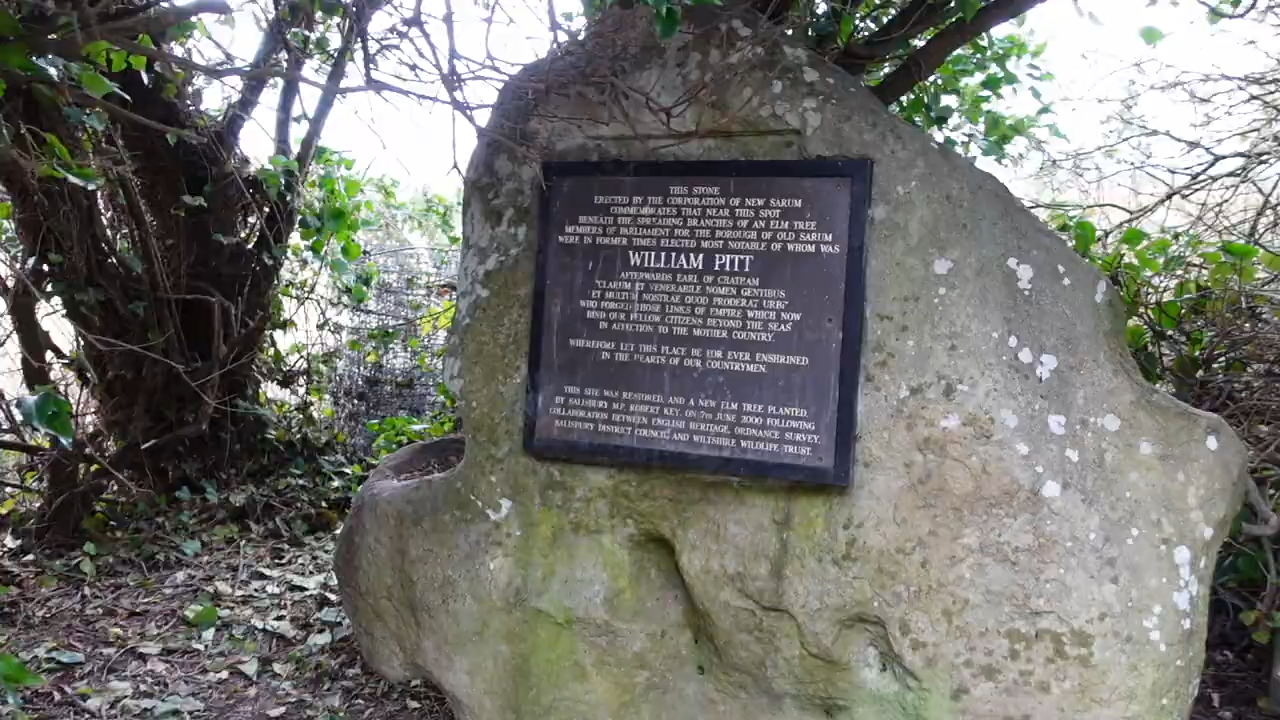 THIS STONE
ERECTED BY THE CORPORATION OF NEW SARUM
COMMEMORATES THAT NEAR THIS SPOT
BENEATH THE SPREADING BRANCHES OF AN ELM TREE
MEMBERS OF PARLIAMENT FOR THE BOROUGH OF OLD SARUM
WERE IN FORMER TIMES ELECTED MOST NOTABLE OF WHOM WAS
WILLIAM PITT
AFTERWARDS EARL OF CHATHAM
"CLARUM ET VENERABILE NOMEN GENTIBUS
ET MULTUM NOSTRAE QUOD PRODERAT URBI"
WHO FORGED THOSE LINKS OF EMPIRE WHICH NOW
BIND OUR FELLOW CITIZENS BEYOND THE SEAS
IN AFFECTION TO THE MOTHER COUNTRY.
WHEREFORE LET THIS PLACE BE FOR EVER ENSHRINED
IN THE HEARTS OF OUR COUNTRYMEN.
THIS SITE WAS RESTORED, AND A NEW ELM TREE PLANTED,
BY SALISBURY M.P. ROBERT KEY, ON 7TH JUNE 2000 FOLLOWING
COLLABORATION BETWEEN ENGLISH HERITAGE, ORDNANCE SURVEY,
SALISBURY DISTRICT COUNCIL, AND WILTSHIRE WILDLIFE TRUST.